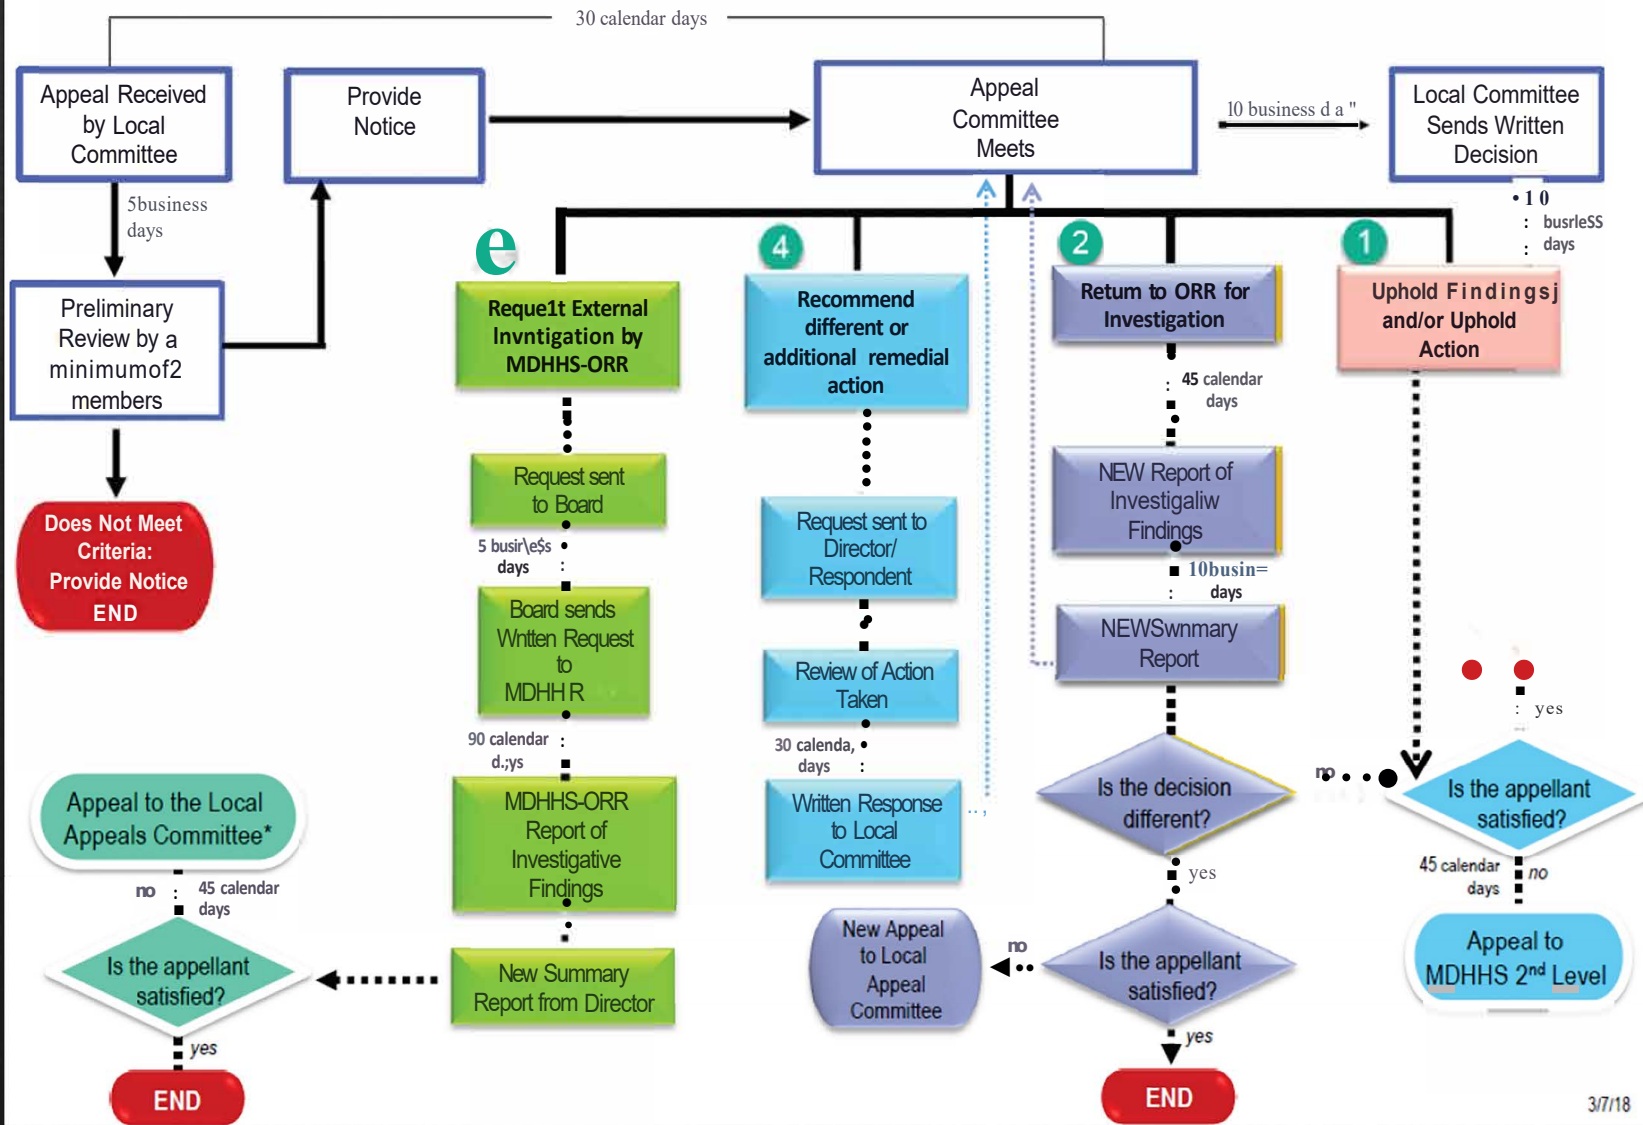 30 calendar days
Appeal Received
by Local
Committee
Provide
Notice
Appeal
Committee
Meets
10 business d a "
Local Committee
Sends Written
Decision
5business
days
• 1 0
: busrleSS
: days
Preliminary
Review by a
minimumof2
members
e
4
2
1
Reque1t External
Invntigation by
MDHHS-ORR
Recommend
different or
additional remedial
action
Return to ORR for
Investigation
Uphold Findingsj
and/or Uphold
Action
: 45 calendar
days
Does Not Meet
Criteria:
Provide Notice
END
Request sent
to Board
Request sent to
Director/
Respondent
NEW Report of
Investigaliw
Findings
5 busir\e$s
days :
10busin=
: days
Board sends
Wntten Request
to
MDHH R
Review of Action
Taken
NEWSwnmary
Report
: yes
90 calendar :
d.;ys
30 calenda,
days :
Appeal to the Local
Appeals Committee*
MDHHS-ORR
Report of
Investigative
Findings
Written Response
to Local
Committee
.. ,
Is the decision
different?
no
Is the appellant
satisfied?
no : 45 calendar
days
yes
45 calendar
days
no
Is the appellant
satisfied?
New Summary
Report from Director
New Appeal
to Local
Appeal
Committee
no
Is the appellant
satisfied?
Appeal to
MDHHS 2nd Level
yes
END
yes
END
3/7/18